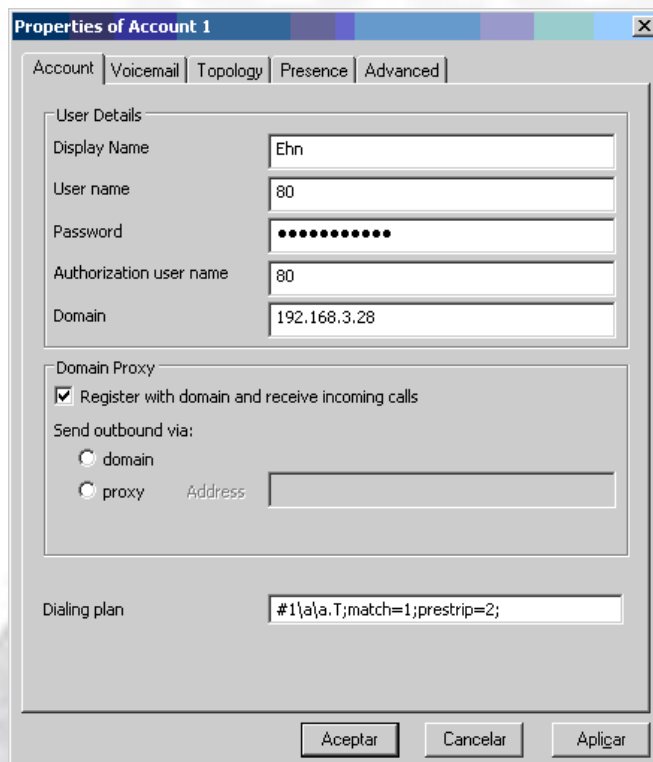 Properties of Account 1
Account Voicemail Topology Presence Advanced
User Details
Display Name Ehn
User name 80
Password ●●●●●●●●●●●
Authorization user name 80
Domain 192.168.3.28
Domain Proxy
Register with domain and receive incoming calls
Send outbound via:
domain
proxy Address
Dialing plan #1\a\a.T;match=1;prestrip=2;
Aceptar Cancelar Aplicar